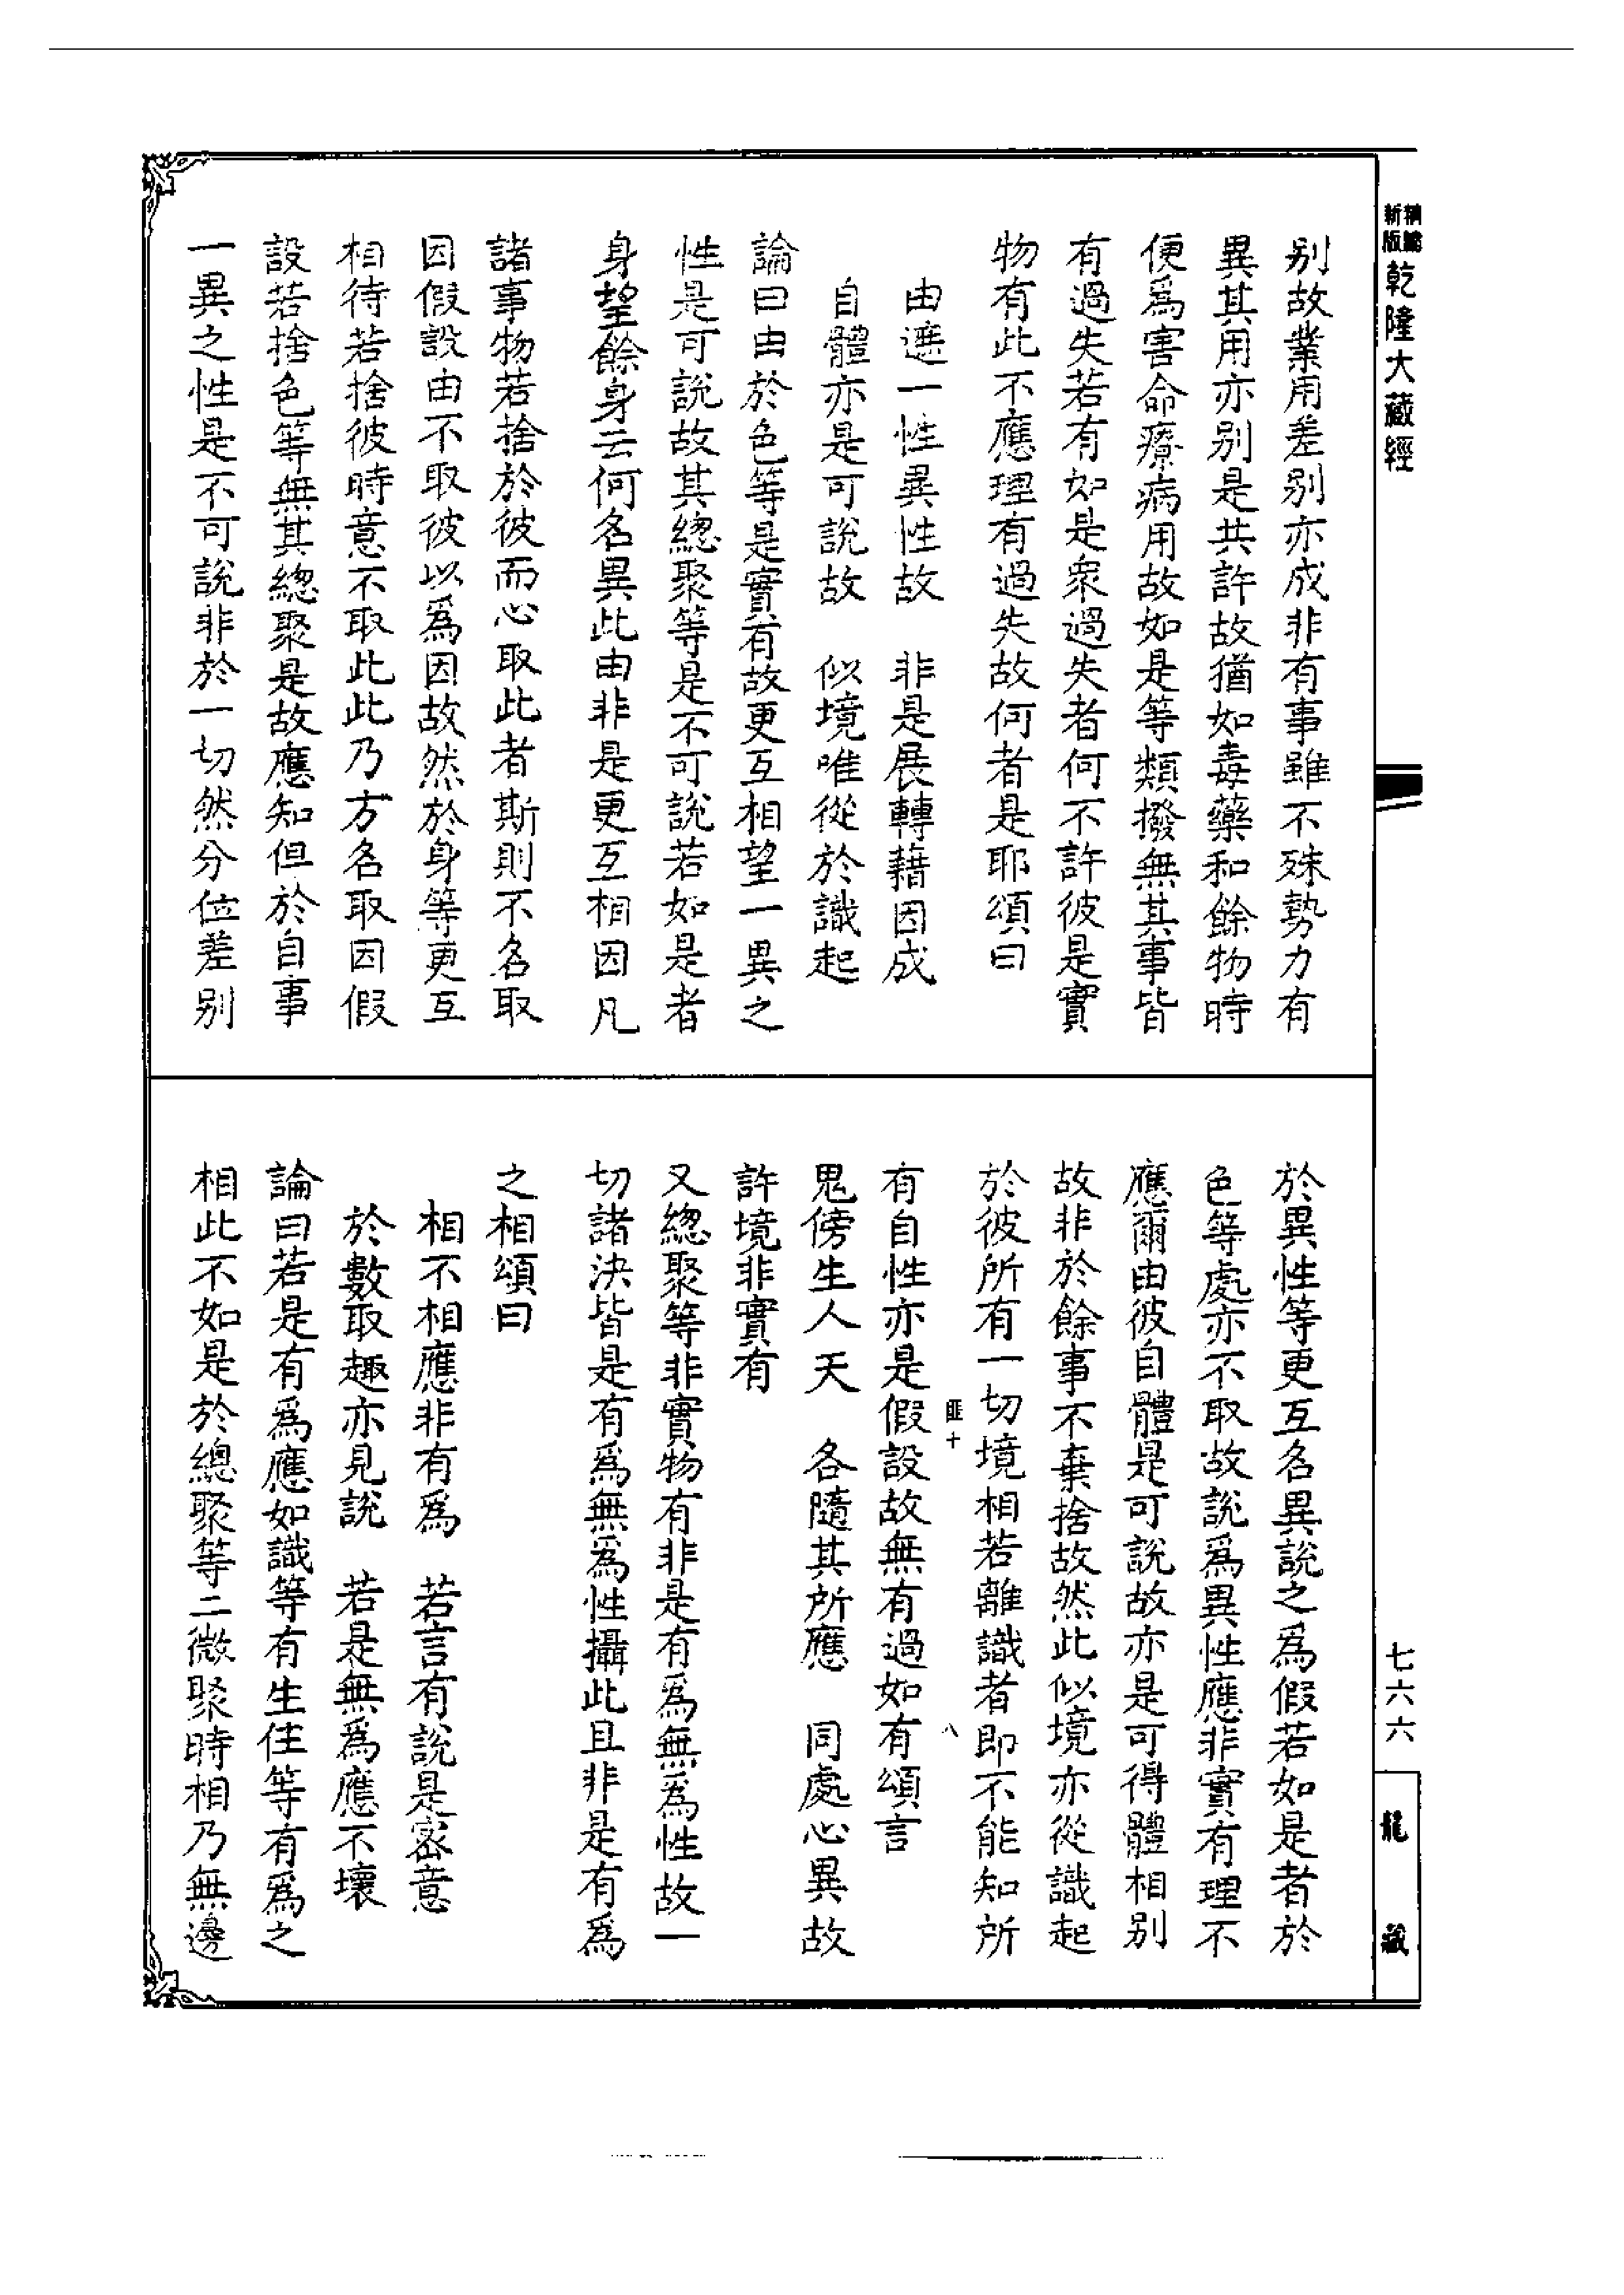 新版
精縮
乾隆大藏經
别故業用差别亦成非有事雖不殊勢力有
異其用亦别是共許故猶如毒藥和餘物時
便爲害命療病用故如是等類撥無其事皆
有過失若有如是衆過失者何不許彼是實
物有此不應理有過失故何者是耶頌曰
由遮一性異性故　非是展轉藉因成
自體亦是可說故　似境唯從於識起
論曰由於色等是實有故更互相望一異之
性是可說故其總聚等是不可說若如是者
身望餘身云何名異此由非是更互相因凡
諸事物若捨於彼而心取此者斯則不名取
因假設由不取彼以爲因故然於身等更互
相待若捨彼時意不取此此乃方名取因假
設若捨色等無其總聚是故應知但於自事
一異之性是不可說非於一切然分位差别
於異性等更互名異說之爲假若如是者於
色等處亦不取故說爲異性應非實有理不
應爾由彼自體是可說故亦是可得體相别
故非於餘事不棄捨故然此似境亦從識起
於彼所有一切境相若離識者即不能知所
匪十　八
有自性亦是假設故無有過如有頌言
鬼傍生人天　各隨其所應　同處心異故
許境非實有
又總聚等非實物有非是有爲無爲性故一
切諸決皆是有爲無爲性攝此且非是有爲
之相頌曰
相不相應非有爲　若言有說是密意
於數取趣亦見說　若是無爲應不壞
論曰若是有爲應如識等有生住等有爲之
相此不如是於總聚等二微聚時相乃無邊
七六六
龍藏